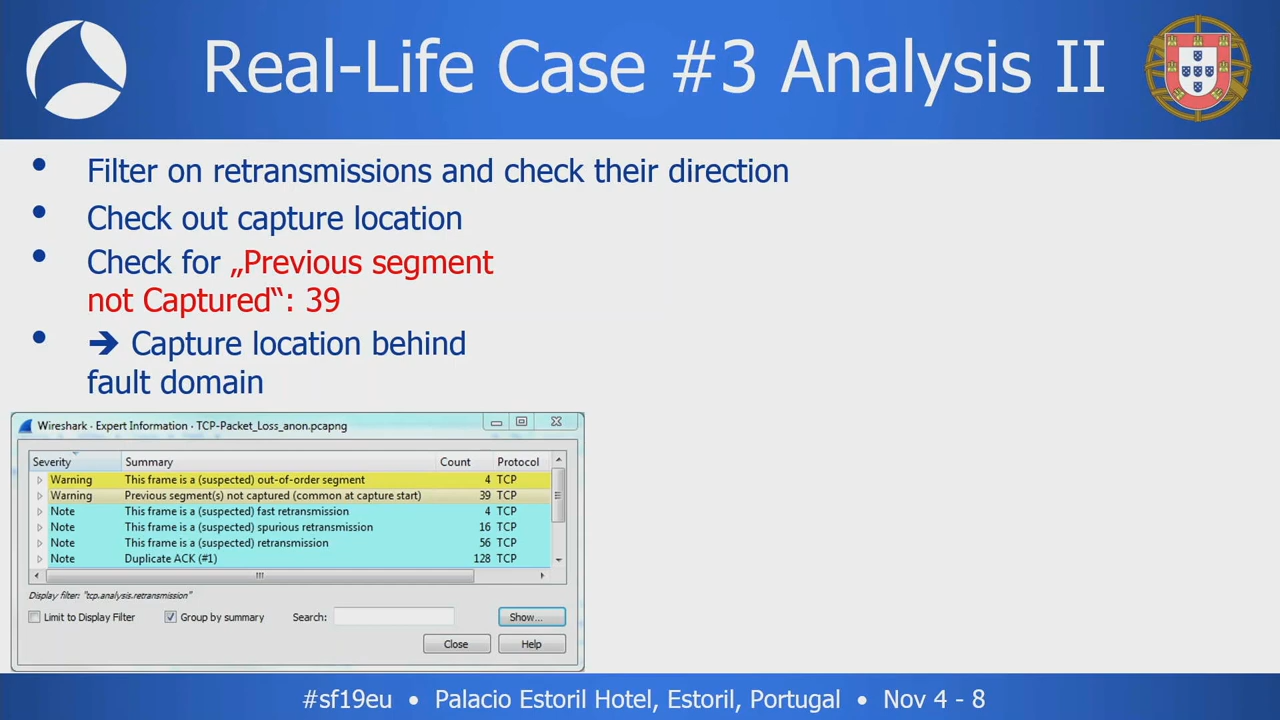 Real-Life Case #3 Analysis II
• Filter on retransmissions and check their direction
• Check out capture location
• Check for „Previous segment
not Captured“: 39
• ➔ Capture location behind
fault domain
Wireshark · Expert Information · TCP-Packet_Loss_anon.pcapng
Severity Summary Count Protocol
Warning This frame is a (suspected) out-of-order segment 4 TCP
Warning Previous segment(s) not captured (common at capture start) 39 TCP
Note This frame is a (suspected) fast retransmission 4 TCP
Note This frame is a (suspected) spurious retransmission 16 TCP
Note This frame is a (suspected) retransmission 56 TCP
Note Duplicate ACK (#1) 128 TCP
Display filter: "tcp.analysis.retransmission"
Limit to Display Filter Group by summary Search: Show...
Close Help
#sf19eu • Palacio Estoril Hotel, Estoril, Portugal • Nov 4 - 8